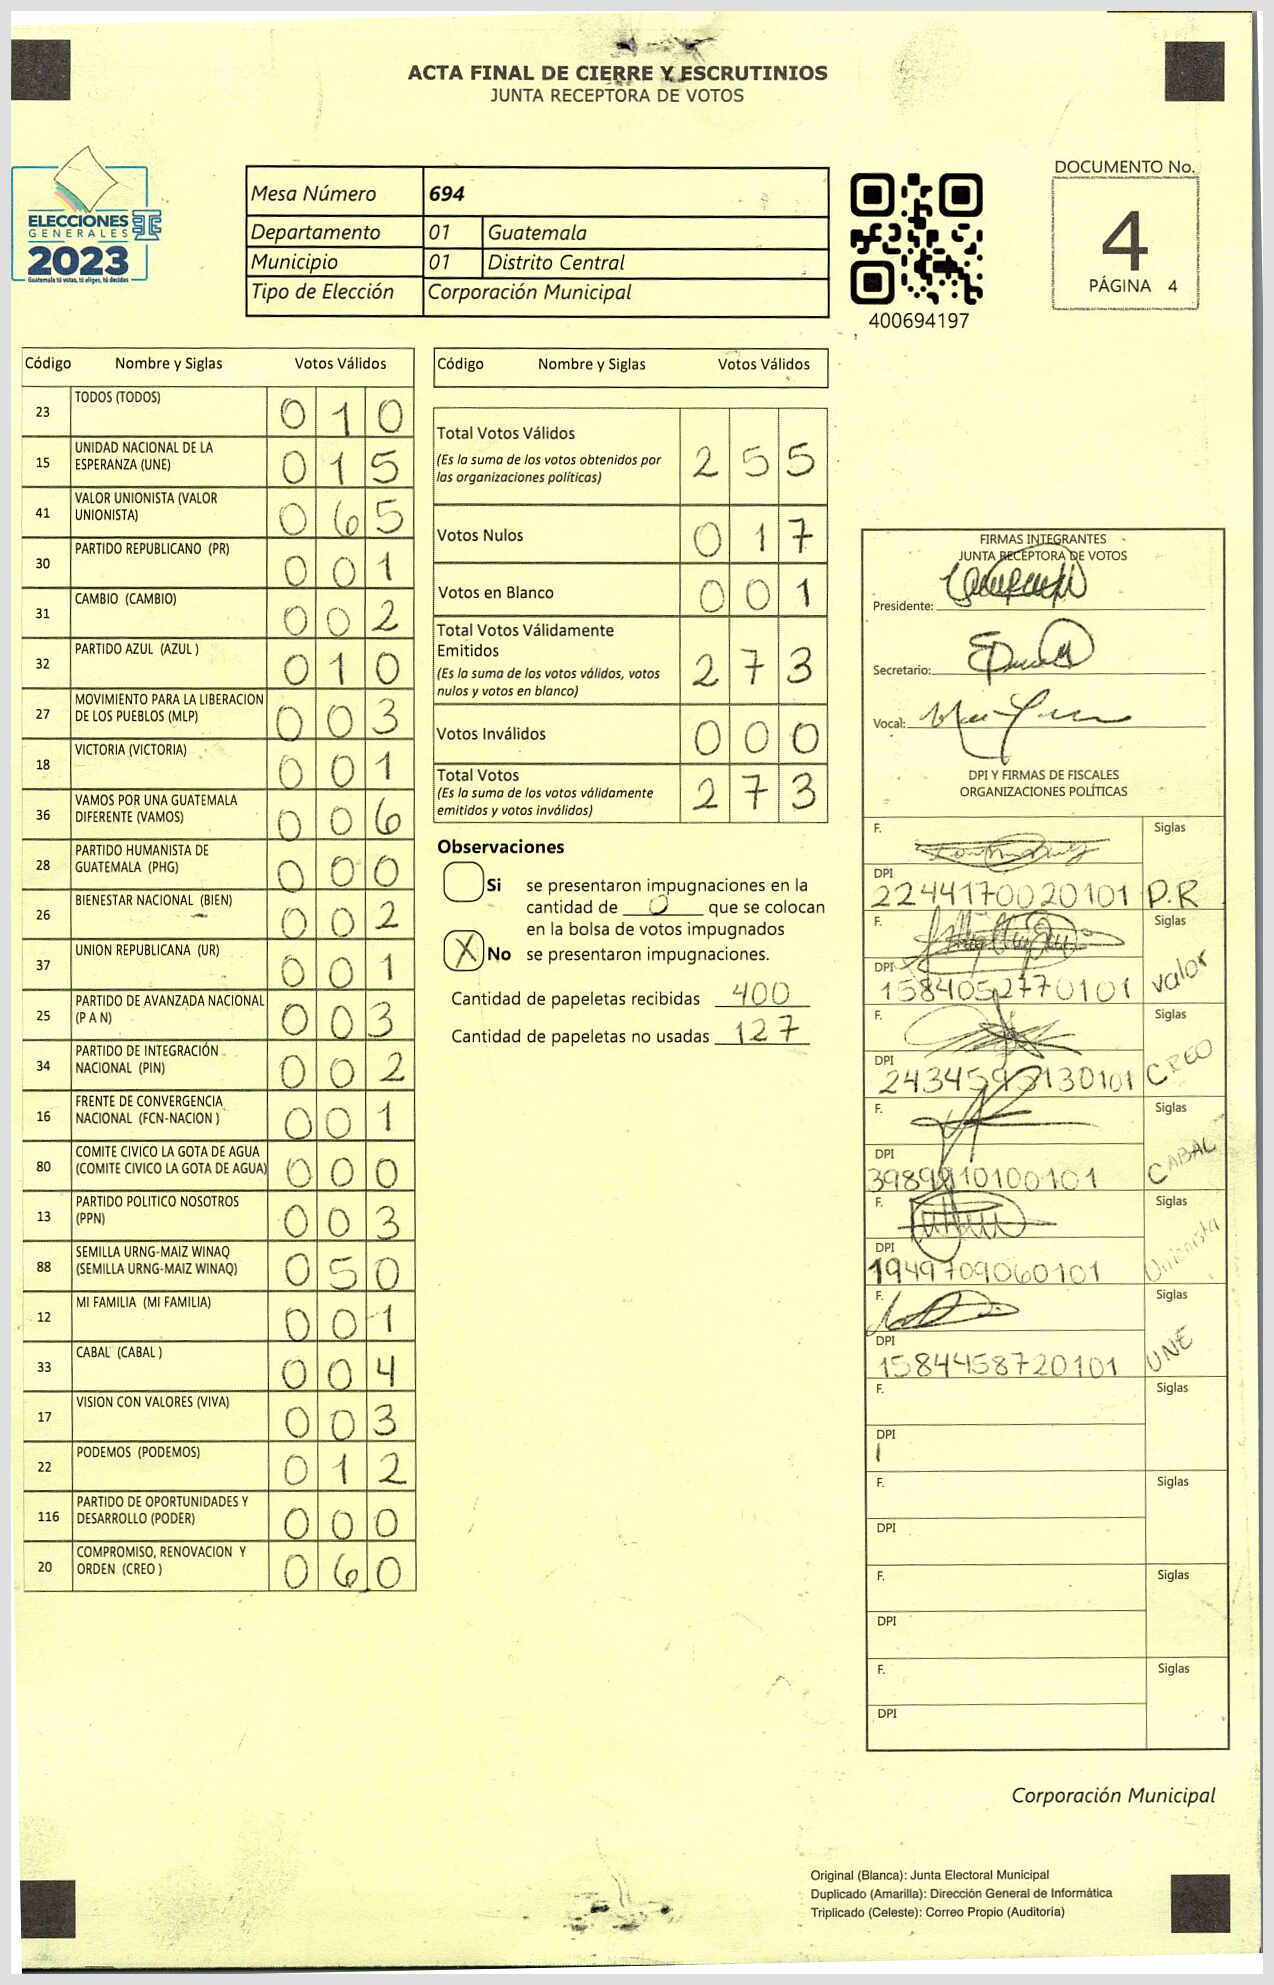 ACTA FINAL DE CIERRE Y ESCRUTINIOS
JUNTA RECEPTORA DE VOTOS
ELECCIONES
GENERALES
2023
Guatemala tú votas, tú eliges, tú decides
Mesa Número 694
Departamento 01 Guatemala
Municipio 01 Distrito Central
Tipo de Elección Corporación Municipal
400694197
DOCUMENTO No.
4
PÁGINA 4
Código Nombre y Siglas Votos Válidos
23 TODOS (TODOS) 0 1 0
15 UNIDAD NACIONAL DE LA
ESPERANZA (UNE) 0 1 5
41 VALOR UNIONISTA (VALOR
UNIONISTA) 0 6 5
30 PARTIDO REPUBLICANO (PR) 0 0 1
31 CAMBIO (CAMBIO) 0 0 2
32 PARTIDO AZUL (AZUL ) 0 1 0
27 MOVIMIENTO PARA LA LIBERACION
DE LOS PUEBLOS (MLP) 0 0 3
18 VICTORIA (VICTORIA) 0 0 1
36 VAMOS POR UNA GUATEMALA
DIFERENTE (VAMOS) 0 0 6
28 PARTIDO HUMANISTA DE
GUATEMALA (PHG) 0 0 0
26 BIENESTAR NACIONAL (BIEN) 0 0 2
37 UNION REPUBLICANA (UR) 0 0 1
25 PARTIDO DE AVANZADA NACIONAL
(P A N) 0 0 3
34 PARTIDO DE INTEGRACIÓN
NACIONAL (PIN) 0 0 2
16 FRENTE DE CONVERGENCIA
NACIONAL (FCN-NACION ) 0 0 1
80 COMITE CIVICO LA GOTA DE AGUA
(COMITE CIVICO LA GOTA DE AGUA) 0 0 0
13 PARTIDO POLITICO NOSOTROS
(PPN) 0 0 3
88 SEMILLA URNG-MAIZ WINAQ
(SEMILLA URNG-MAIZ WINAQ) 0 5 0
12 MI FAMILIA (MI FAMILIA) 0 0 1
33 CABAL (CABAL ) 0 0 4
17 VISION CON VALORES (VIVA) 0 0 3
22 PODEMOS (PODEMOS) 0 1 2
116 PARTIDO DE OPORTUNIDADES Y
DESARROLLO (PODER) 0 0 0
20 COMPROMISO, RENOVACION Y
ORDEN (CREO ) 0 6 0
Código Nombre y Siglas Votos Válidos
Total Votos Válidos 2 5 5
(Es la suma de los votos obtenidos por
las organizaciones políticas)
Votos Nulos 0 1 7
Votos en Blanco 0 0 1
Total Votos Válidamente
Emitidos 2 7 3
(Es la suma de los votos válidos, votos
nulos y votos en blanco)
Votos Inválidos 0 0 0
Total Votos 2 7 3
(Es la suma de los votos válidamente
emitidos y votos inválidos)
Observaciones
Si se presentaron impugnaciones en la
cantidad de 0 que se colocan
en la bolsa de votos impugnados
X No se presentaron impugnaciones.
Cantidad de papeletas recibidas 400
Cantidad de papeletas no usadas 127
FIRMAS INTEGRANTES
JUNTA RECEPTORA DE VOTOS
Presidente:
Secretario:
Vocal:
DPI Y FIRMAS DE FISCALES
ORGANIZACIONES POLÍTICAS
F. Siglas
DPI
2244170020101 P.R
F. Siglas
DPI
1584052770101 Valor
F. Siglas
DPI
CREO
F. Siglas
DPI
CABAL
F. Siglas
DPI
1949709060101 Unionista
F. Siglas
DPI
1584458720101 UNE
F. Siglas
DPI
F. Siglas
DPI
F. Siglas
DPI
F. Siglas
DPI
Corporación Municipal
Original (Blanca): Junta Electoral Municipal
Duplicado (Amarilla): Dirección General de Informática
Triplicado (Celeste): Correo Propio (Auditoría)